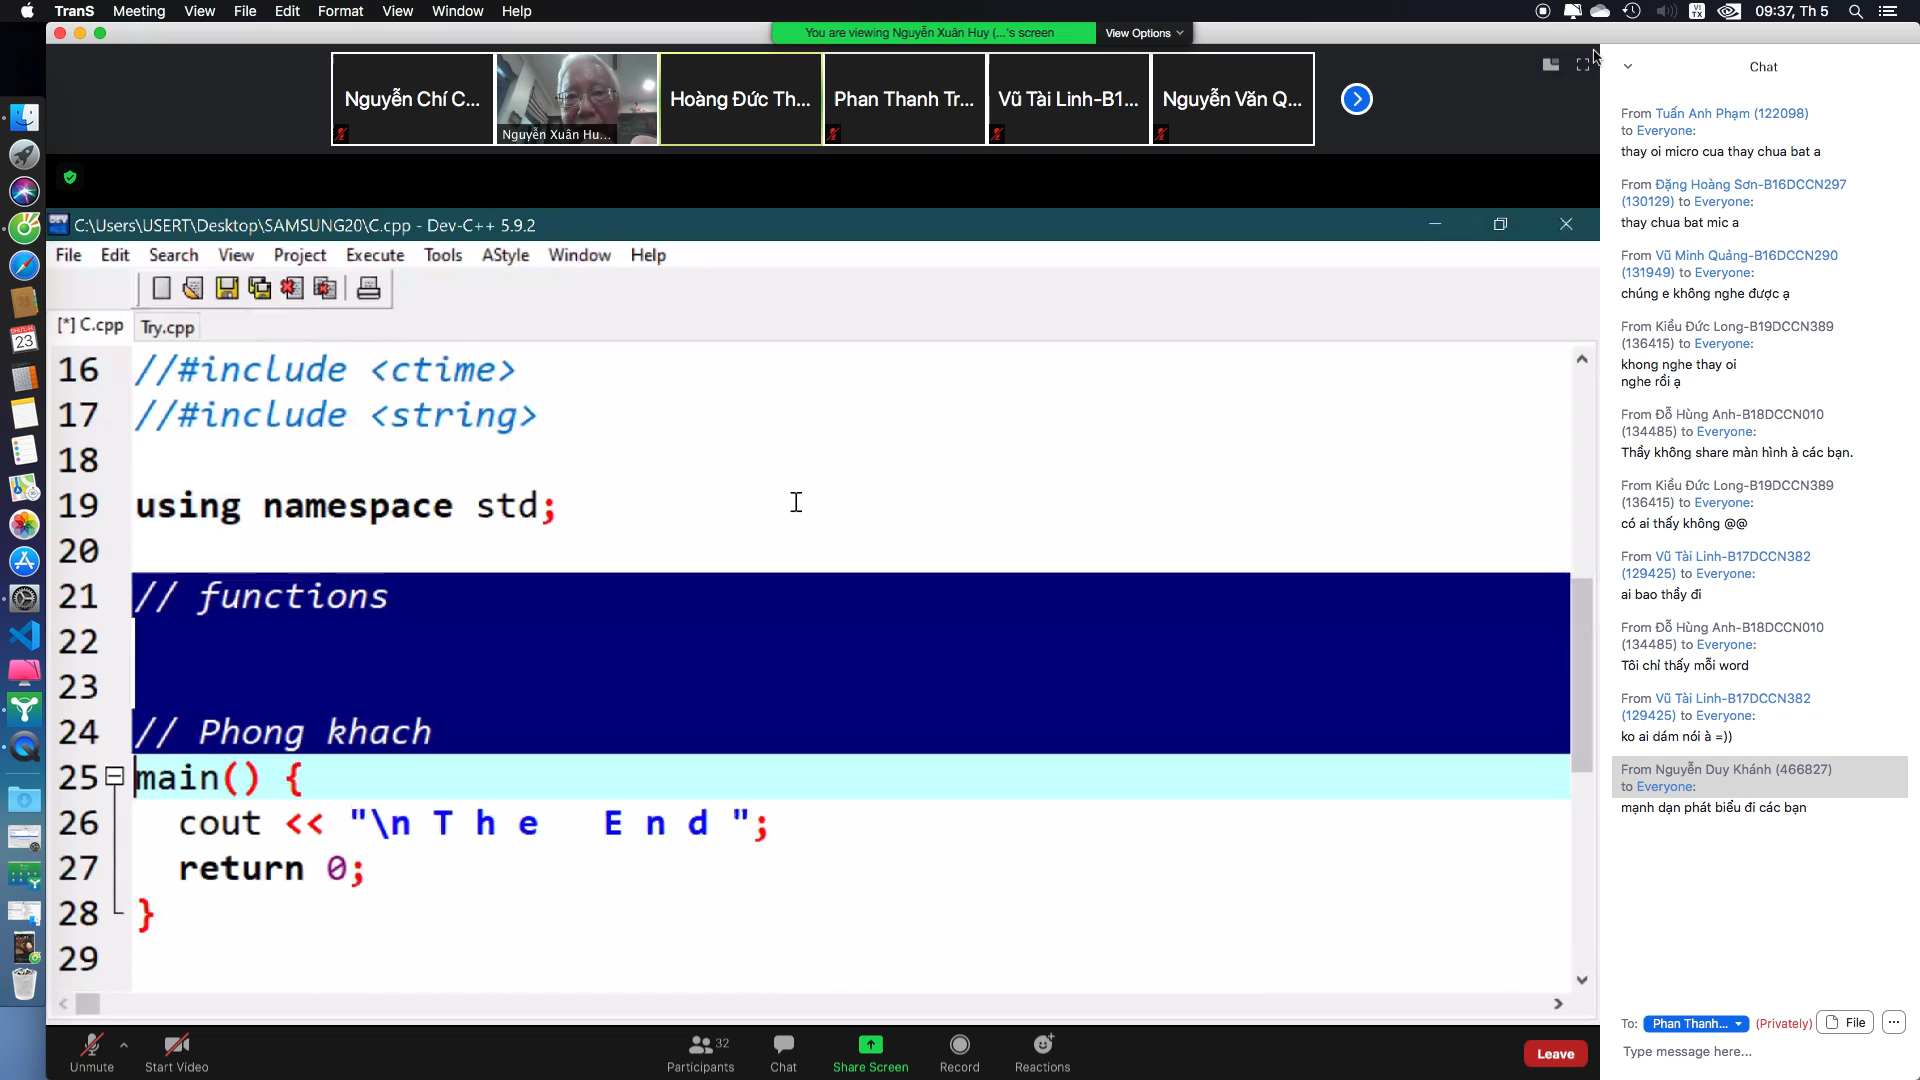 TranS Meeting View File Edit Format View Window Help
VI
TX
09:37, Th 5
You are viewing Nguyễn Xuân Huy (...'s screen
View Options
Nguyễn Chí C...
Nguyễn Xuân Hu...
Hoàng Đức Th...
Phan Thanh Tr...
Vũ Tài Linh-B1...
Nguyễn Văn Q...
C:\Users\USERT\Desktop\SAMSUNG20\C.cpp - Dev-C++ 5.9.2
File Edit Search View Project Execute Tools AStyle Window Help
[*] C.cpp Try.cpp
16 //#include <ctime>
17 //#include <string>
18
19 using namespace std;
20
21 // functions
22
23
24 // Phong khach
25 main() {
26 cout << "\n T h e   E n d ";
27 return 0;
28 }
29
Unmute
Start Video
Participants
32
Chat
Share Screen
Record
Reactions
Leave
Chat
From Tuấn Anh Phạm (122098)
to Everyone:
thay oi micro cua thay chua bat a
From Đặng Hoàng Sơn-B16DCCN297
(130129) to Everyone:
thay chua bat mic a
From Vũ Minh Quảng-B16DCCN290
(131949) to Everyone:
chúng e không nghe được ạ
From Kiều Đức Long-B19DCCN389
(136415) to Everyone:
khong nghe thay oi
nghe rồi ạ
From Đỗ Hùng Anh-B18DCCN010
(134485) to Everyone:
Thầy không share màn hình à các bạn.
From Kiều Đức Long-B19DCCN389
(136415) to Everyone:
có ai thấy không @@
From Vũ Tài Linh-B17DCCN382
(129425) to Everyone:
ai bao thầy đi
From Đỗ Hùng Anh-B18DCCN010
(134485) to Everyone:
Tôi chỉ thấy mỗi word
From Vũ Tài Linh-B17DCCN382
(129425) to Everyone:
ko ai dám nói à =))
From Nguyễn Duy Khánh (466827)
to Everyone:
mạnh dạn phát biểu đi các bạn
To: Phan Thanh... (Privately) File
Type message here...
23